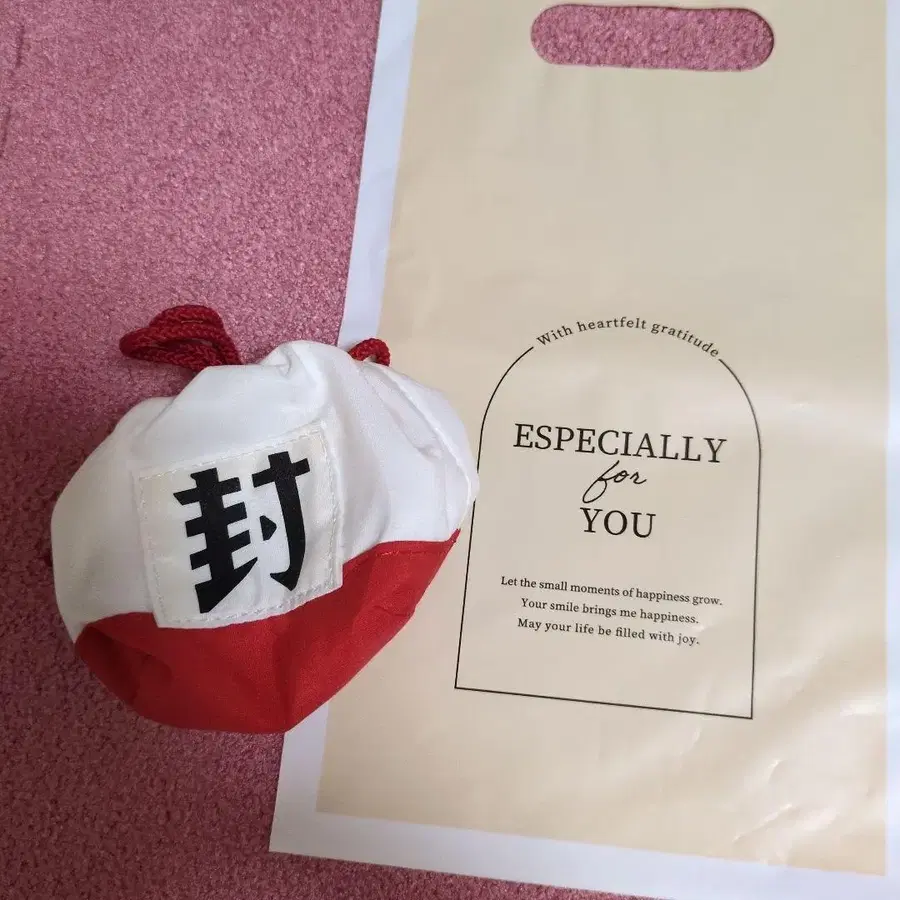 封
With heartfelt gratitude
ESPECIALLY
for
YOU
Let the small moments of happiness grow.
Your smile brings me happiness.
May your life be filled with joy.